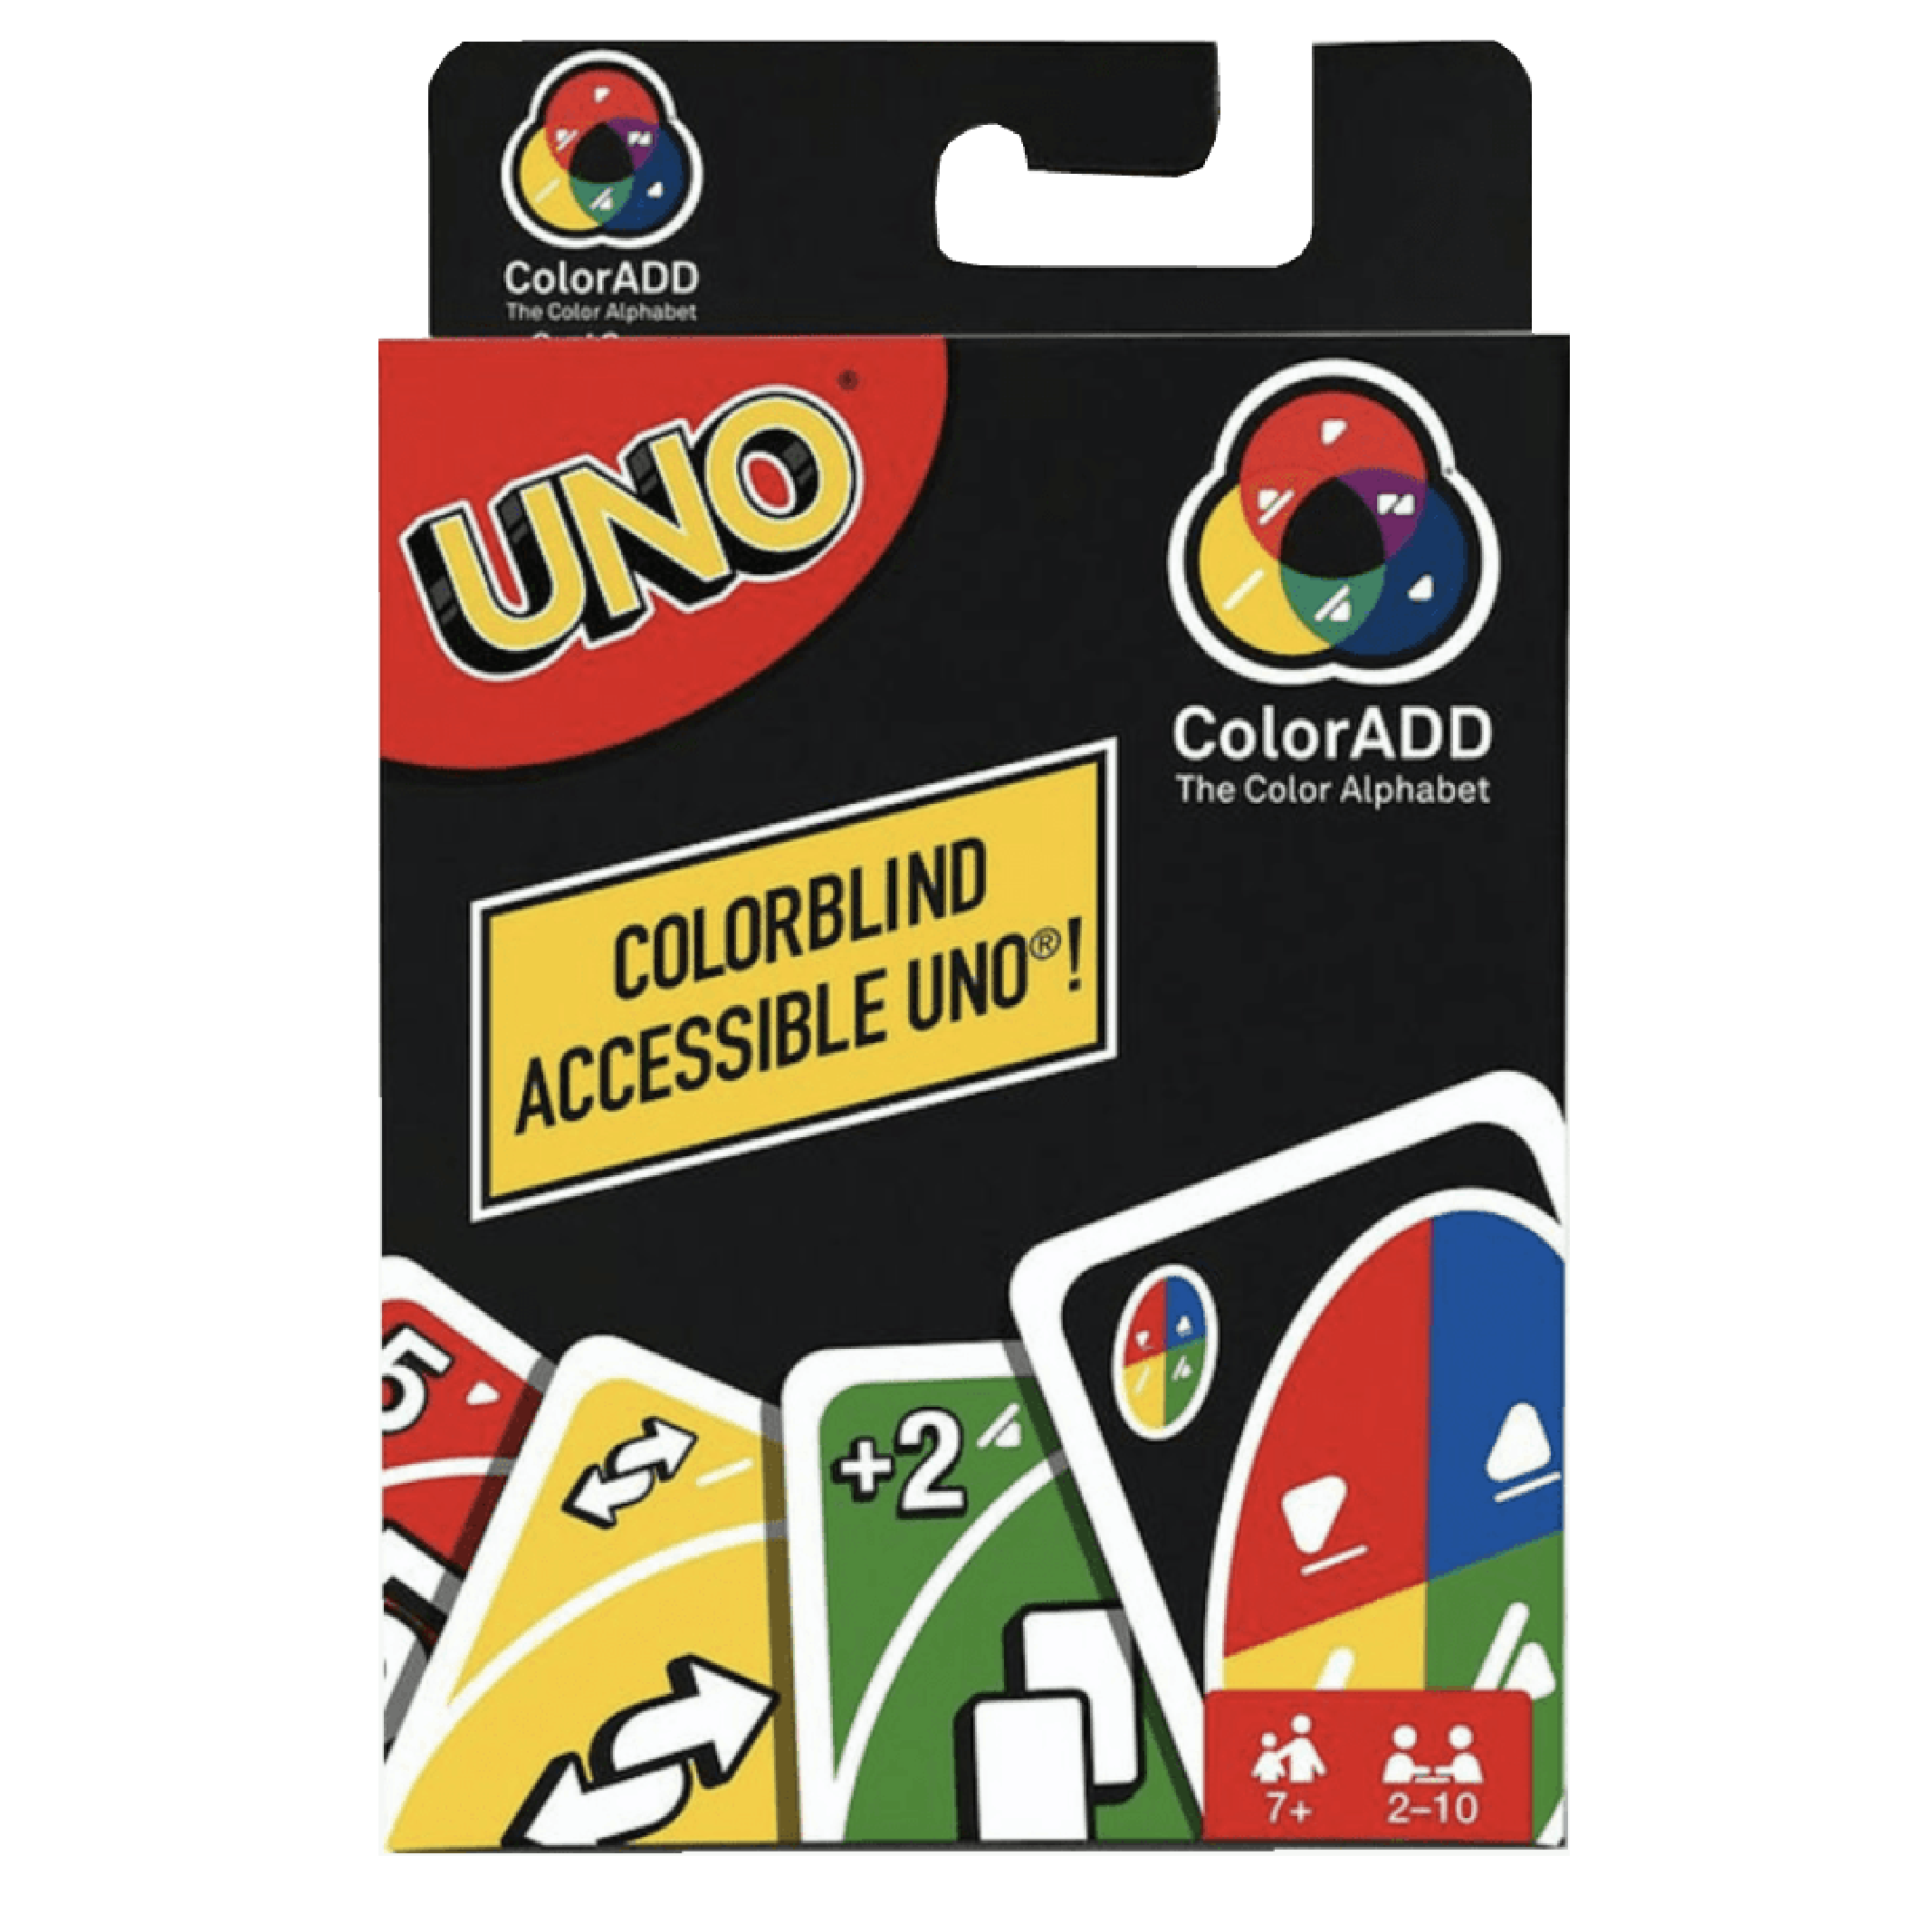 ColorADD
The Color Alphabet
UNO®
ColorADD
The Color Alphabet
COLORBLIND
ACCESSIBLE UNO®!
5
+2
7+
2–10